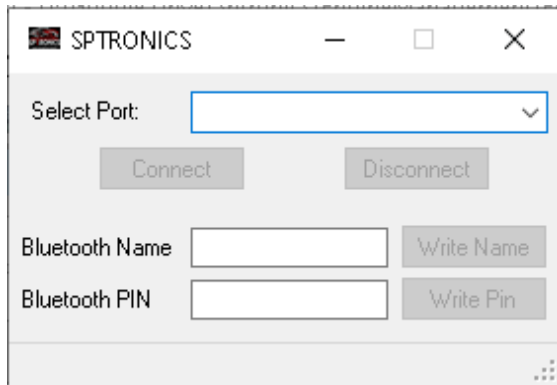 SPTRONICS
Select Port:
Connect Disconnect
Bluetooth Name Write Name
Bluetooth PIN Write Pin